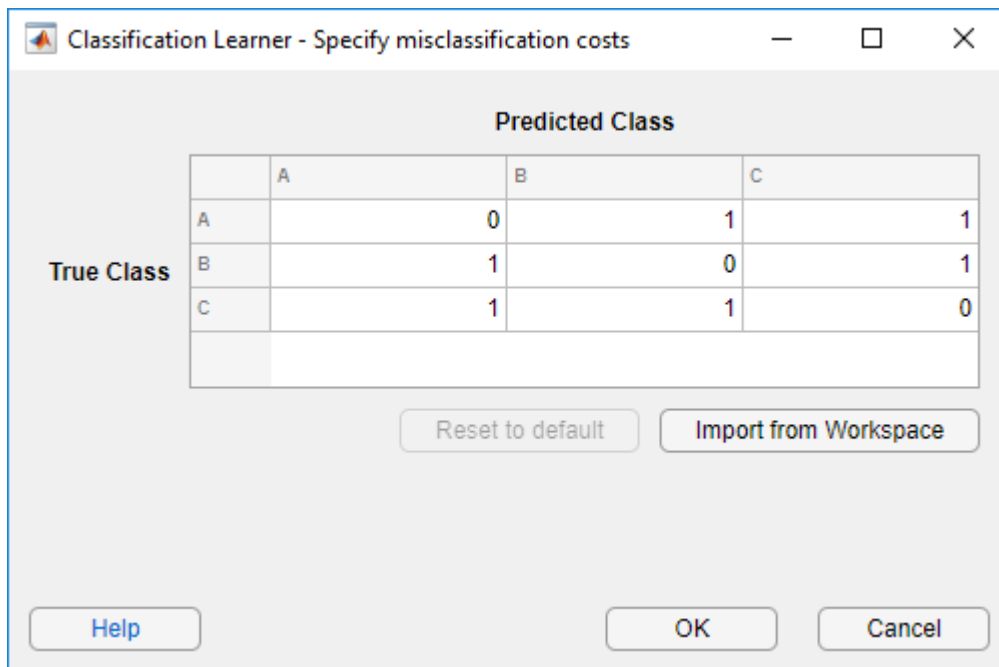 Classification Learner - Specify misclassification costs
Predicted Class
A B C
A 0 1 1
True Class
B 1 0 1
C 1 1 0
Reset to default Import from Workspace
Help OK Cancel